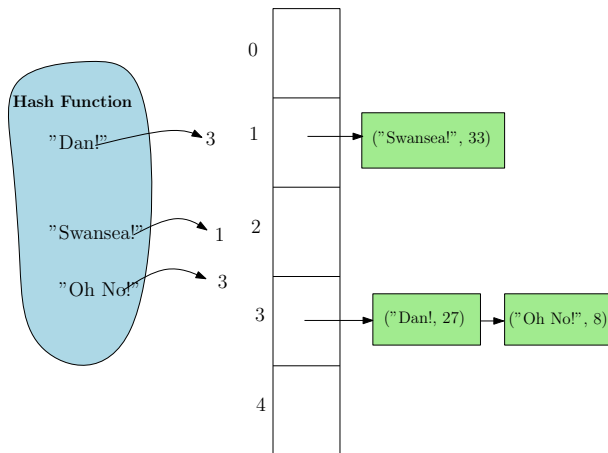 0
Hash Function
"Dan!"
3
1
("Swansea!", 33)
"Swansea!"
1
2
"Oh No!"
3
3
("Dan!, 27)
("Oh No!", 8)
4